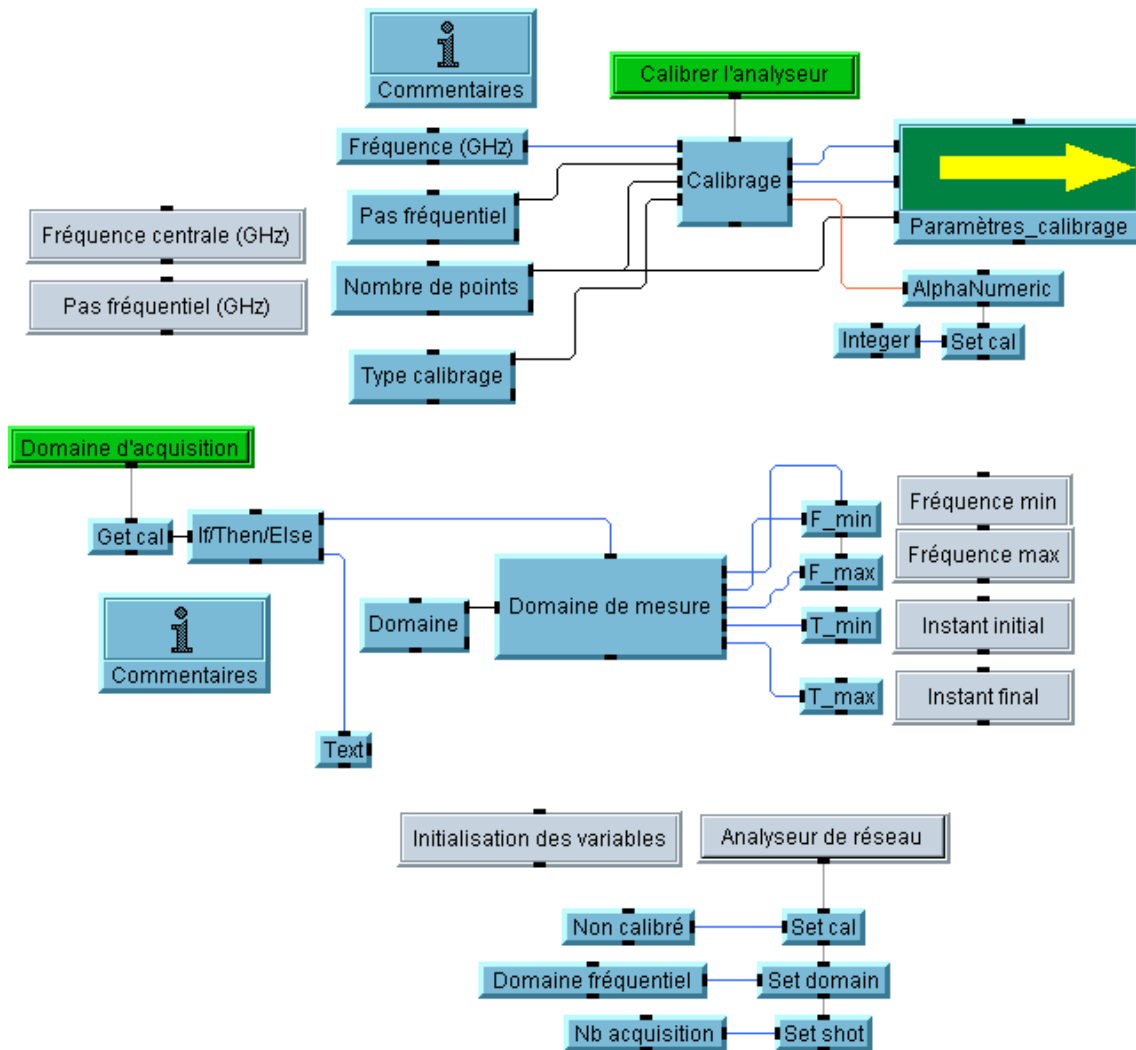 Commentaires
Calibrer l'analyseur
Fréquence (GHz)
Calibrage
Pas fréquentiel
Paramètres_calibrage
Fréquence centrale (GHz)
Nombre de points
AlphaNumeric
Pas fréquentiel (GHz)
Integer
Set cal
Type calibrage
Domaine d'acquisition
Get cal
If/Then/Else
F_min
Fréquence min
F_max
Fréquence max
Domaine
Domaine de mesure
T_min
Instant initial
Commentaires
T_max
Instant final
Text
Initialisation des variables
Analyseur de réseau
Non calibré
Set cal
Domaine fréquentiel
Set domain
Nb acquisition
Set shot